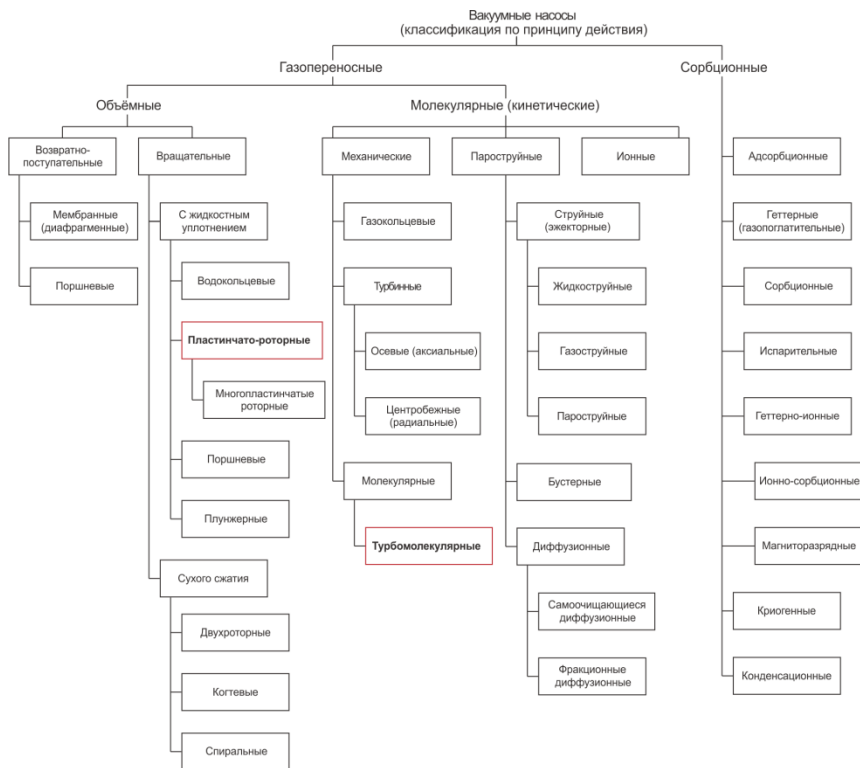 Вакуумные насосы
(классификация по принципу действия)
Газопереносные
Сорбционные
Объёмные
Молекулярные (кинетические)
Возвратно-
поступательные
Вращательные
Механические
Пароструйные
Ионные
Адсорбционные
Мембранные
(диафрагменные)
С жидкостным
уплотнением
Газокольцевые
Струйные
(эжекторные)
Геттерные
(газопоглатительные)
Поршневые
Водокольцевые
Турбинные
Жидкоструйные
Сорбционные
Пластинчато-роторные
Осевые (аксиальные)
Газоструйные
Испарительные
Многопластинчатые
роторные
Центробежные
(радиальные)
Пароструйные
Геттерно-ионные
Поршневые
Молекулярные
Бустерные
Ионно-сорбционные
Плунжерные
Турбомолекулярные
Диффузионные
Магниторазрядные
Сухого сжатия
Самоочищающиеся
диффузионные
Криогенные
Двухроторные
Фракционные
диффузионные
Конденсационные
Когтевые
Спиральные